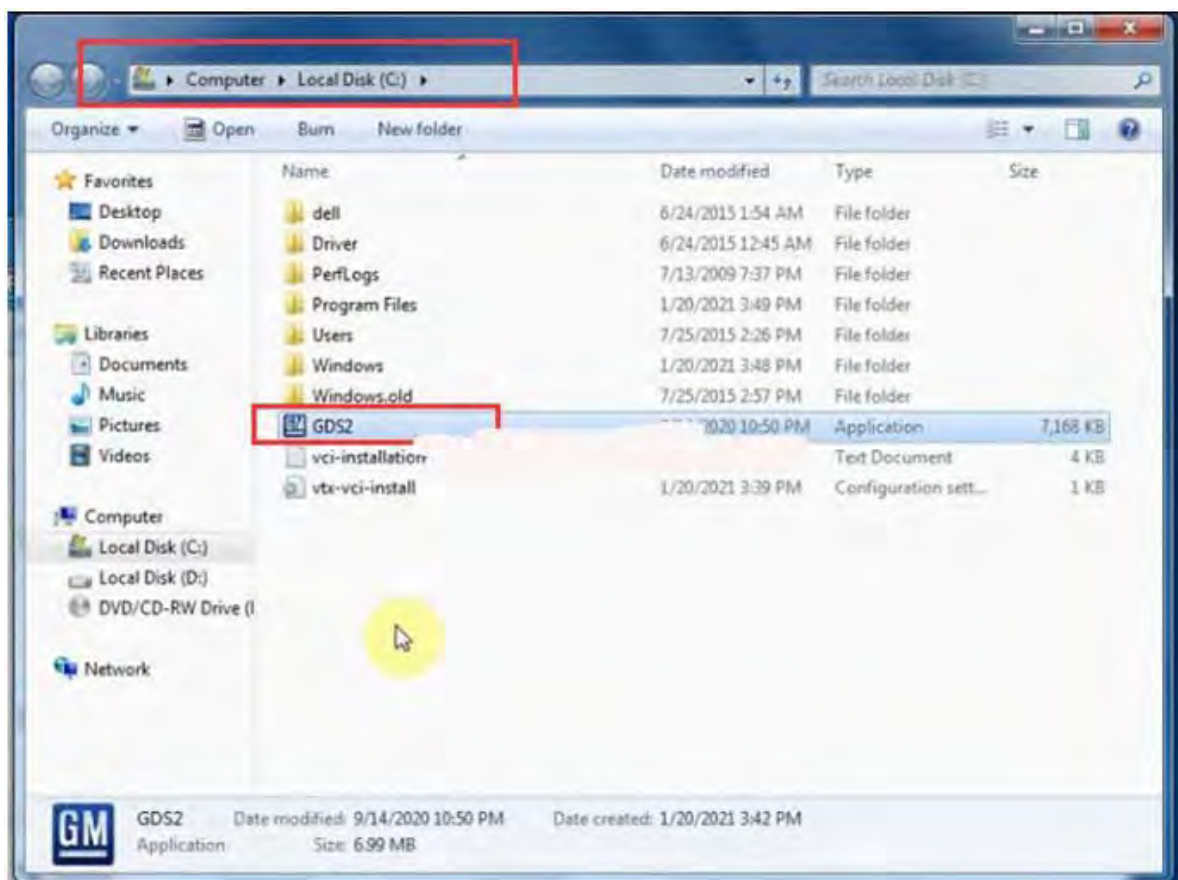 Computer ▸ Local Disk (C:) ▸
Search Local Disk (C:)
Organize ▾ Open Burn New folder
Name Date modified Type Size
Favorites
Desktop
Downloads
Recent Places
Libraries
Documents
Music
Pictures
Videos
Computer
Local Disk (C:)
Local Disk (D:)
DVD/CD-RW Drive (
Network
dell 6/24/2015 1:54 AM File folder
Driver 6/24/2015 12:45 AM File folder
PerfLogs 7/13/2009 7:37 PM File folder
Program Files 1/20/2021 3:49 PM File folder
Users 7/25/2015 2:26 PM File folder
Windows 1/20/2021 3:48 PM File folder
Windows.old 7/25/2015 2:57 PM File folder
GDS2 2020 10:50 PM Application 7,168 KB
vci-installation Text Document 4 KB
vtx-vci-install 1/20/2021 3:39 PM Configuration sett... 1 KB
GM
GDS2 Date modified: 9/14/2020 10:50 PM Date created: 1/20/2021 3:42 PM
Application Size: 6.99 MB